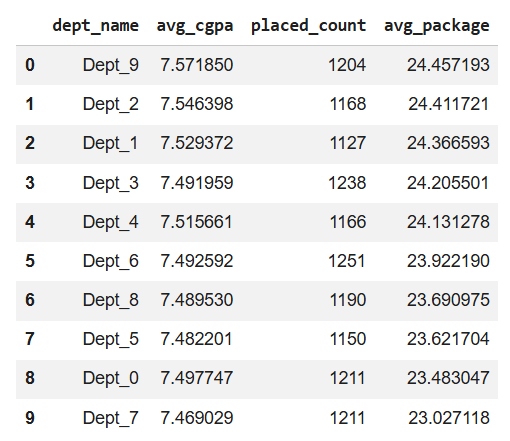 dept_name avg_cgpa placed_count avg_package
0 Dept_9 7.571850 1204 24.457193
1 Dept_2 7.546398 1168 24.411721
2 Dept_1 7.529372 1127 24.366593
3 Dept_3 7.491959 1238 24.205501
4 Dept_4 7.515661 1166 24.131278
5 Dept_6 7.492592 1251 23.922190
6 Dept_8 7.489530 1190 23.690975
7 Dept_5 7.482201 1150 23.621704
8 Dept_0 7.497747 1211 23.483047
9 Dept_7 7.469029 1211 23.027118